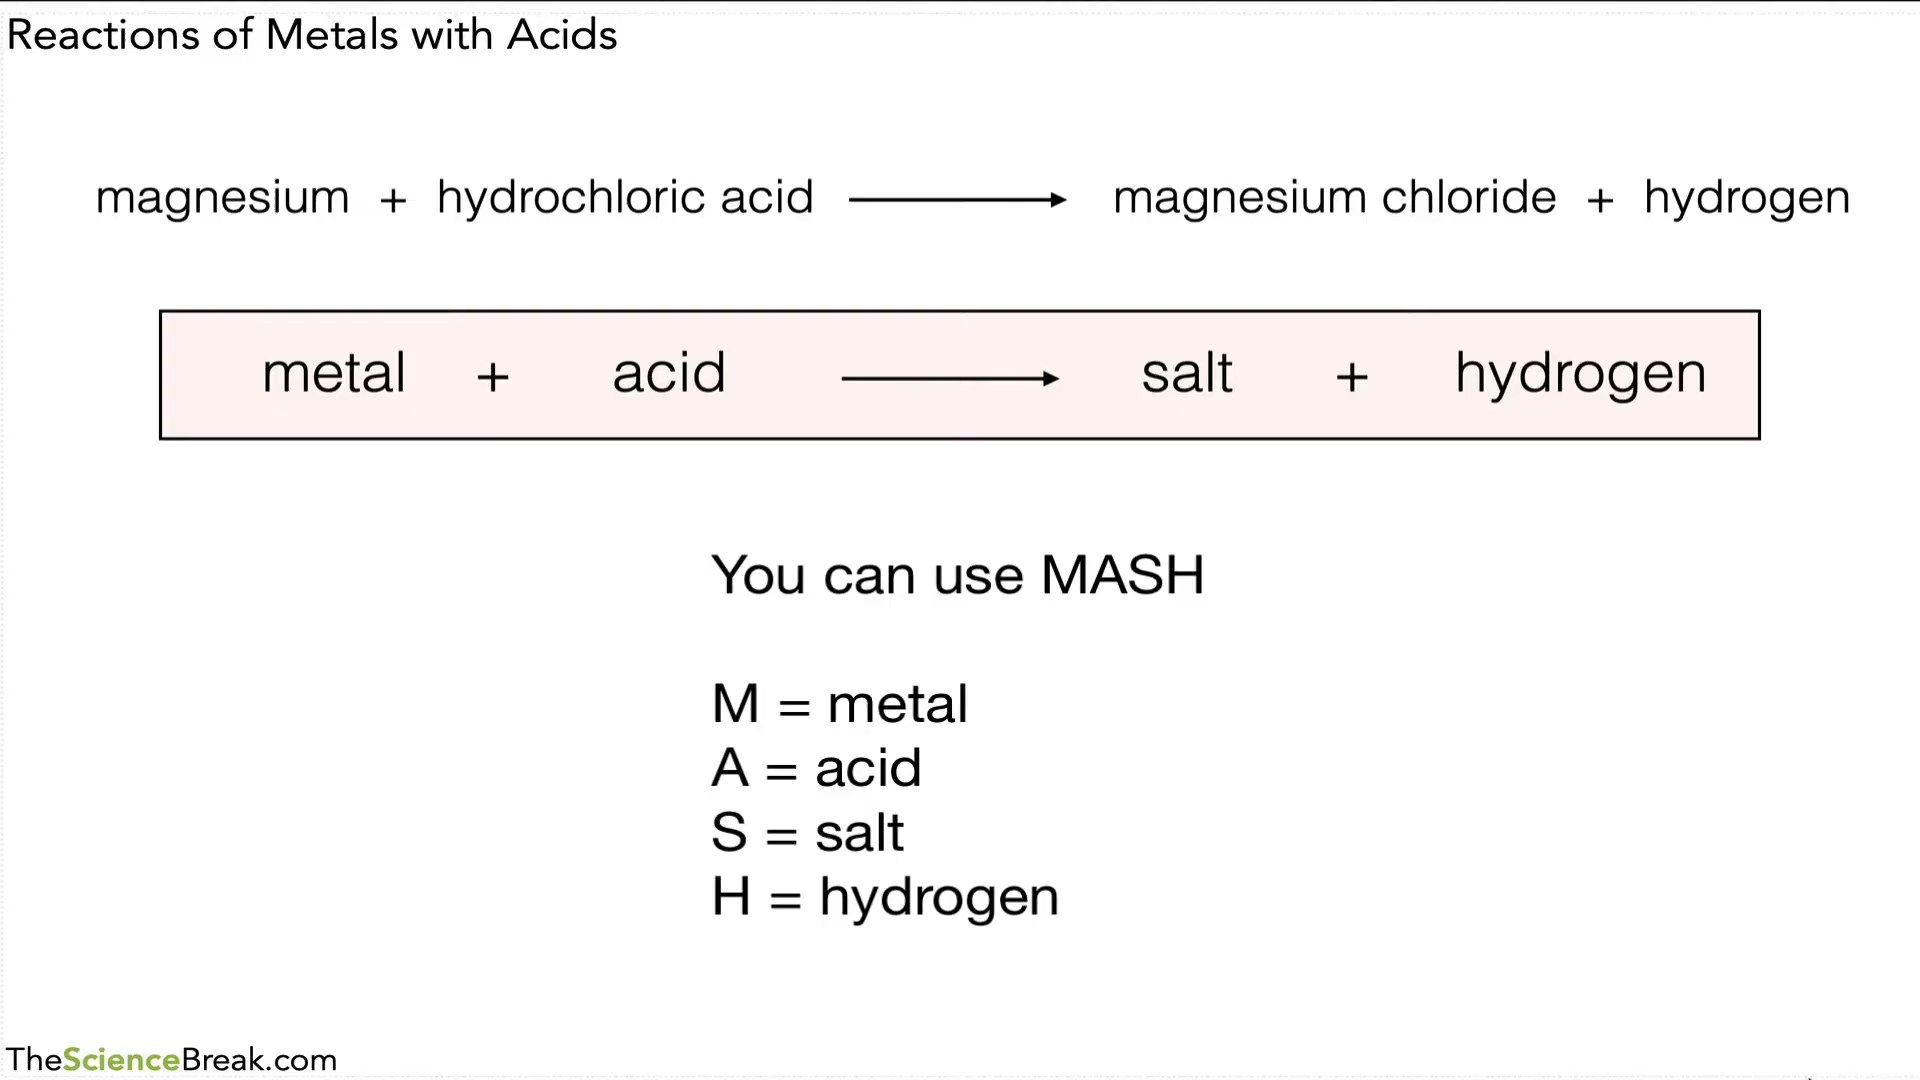 Reactions of Metals with Acids
magnesium + hydrochloric acid → magnesium chloride + hydrogen
metal + acid → salt + hydrogen
You can use MASH
M = metal
A = acid
S = salt
H = hydrogen
TheScienceBreak.com